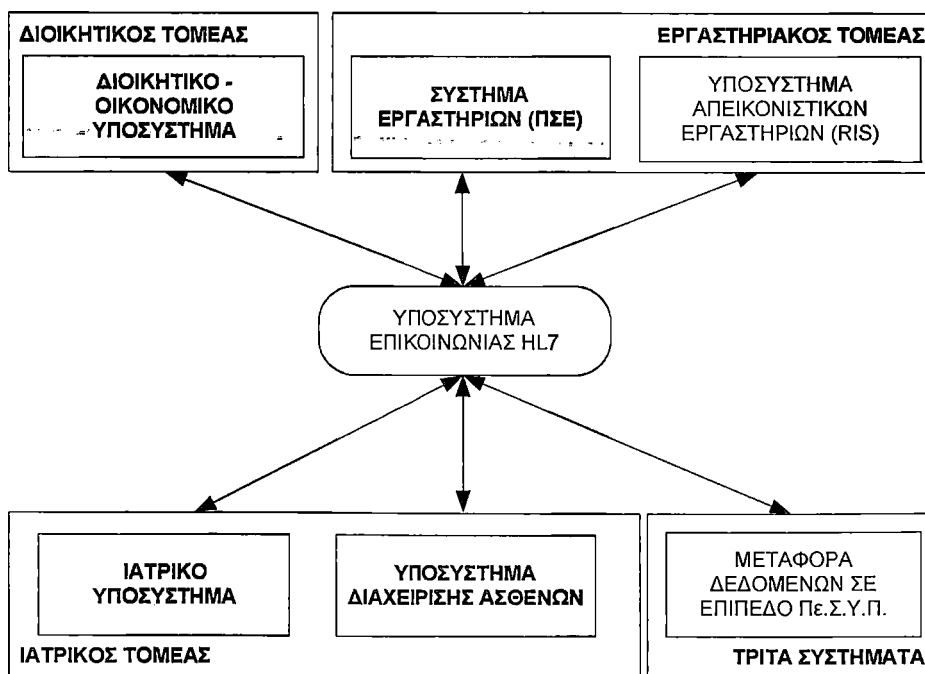 ΔΙΟΙΚΗΤΙΚΟΣ ΤΟΜΕΑΣ
ΔΙΟΙΚΗΤΙΚΟ -
ΟΙΚΟΝΟΜΙΚΟ
ΥΠΟΣΥΣΤΗΜΑ
ΕΡΓΑΣΤΗΡΙΑΚΟΣ ΤΟΜΕΑΣ
ΣΥΣΤΗΜΑ
ΕΡΓΑΣΤΗΡΙΩΝ (ΠΣΕ)
ΥΠΟΣΥΣΤΗΜΑ
ΑΠΕΙΚΟΝΙΣΤΙΚΩΝ
ΕΡΓΑΣΤΗΡΙΩΝ (RIS)
ΥΠΟΣΥΣΤΗΜΑ
ΕΠΙΚΟΙΝΩΝΙΑΣ HL7
ΙΑΤΡΙΚΟ
ΥΠΟΣΥΣΤΗΜΑ
ΥΠΟΣΥΣΤΗΜΑ
ΔΙΑΧΕΙΡΙΣΗΣ ΑΣΘΕΝΩΝ
ΙΑΤΡΙΚΟΣ ΤΟΜΕΑΣ
ΜΕΤΑΦΟΡΑ
ΔΕΔΟΜΕΝΩΝ ΣΕ
ΕΠΙΠΕΔΟ Πε.Σ.Υ.Π.
ΤΡΙΤΑ ΣΥΣΤΗΜΑΤΑ